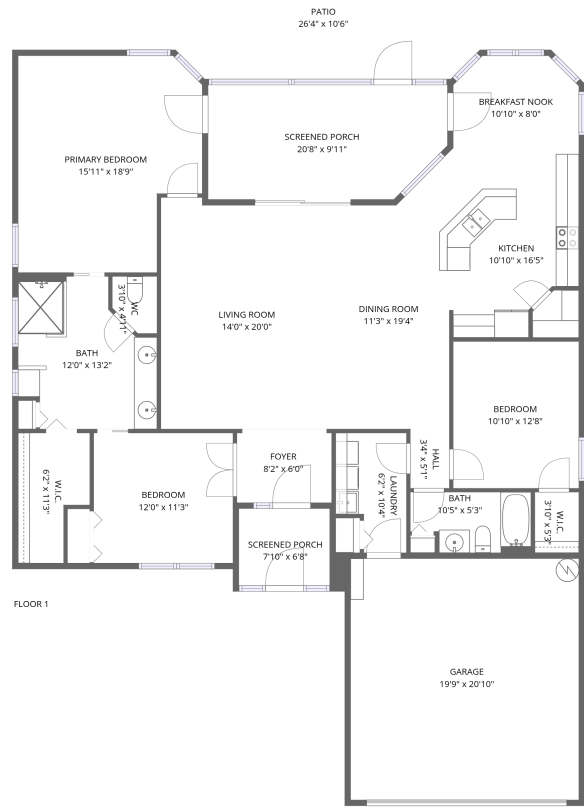 PATIO
26'4" x 10'6"
BREAKFAST NOOK
10'10" x 8'0"
SCREENED PORCH
20'8" x 9'11"
PRIMARY BEDROOM
15'11" x 18'9"
KITCHEN
10'10" x 16'5"
WC
3'10" x 4'11"
LIVING ROOM
14'0" x 20'0"
DINING ROOM
11'3" x 19'4"
BATH
12'0" x 13'2"
BEDROOM
10'10" x 12'8"
FOYER
8'2" x 6'0"
HALL
3'4" x 5'1"
W.I.C.
6'2" x 11'3"
BEDROOM
12'0" x 11'3"
LAUNDRY
6'2" x 10'4"
BATH
10'5" x 5'3"
W.I.C.
3'10" x 5'3"
SCREENED PORCH
7'10" x 6'8"
FLOOR 1
GARAGE
19'9" x 20'10"